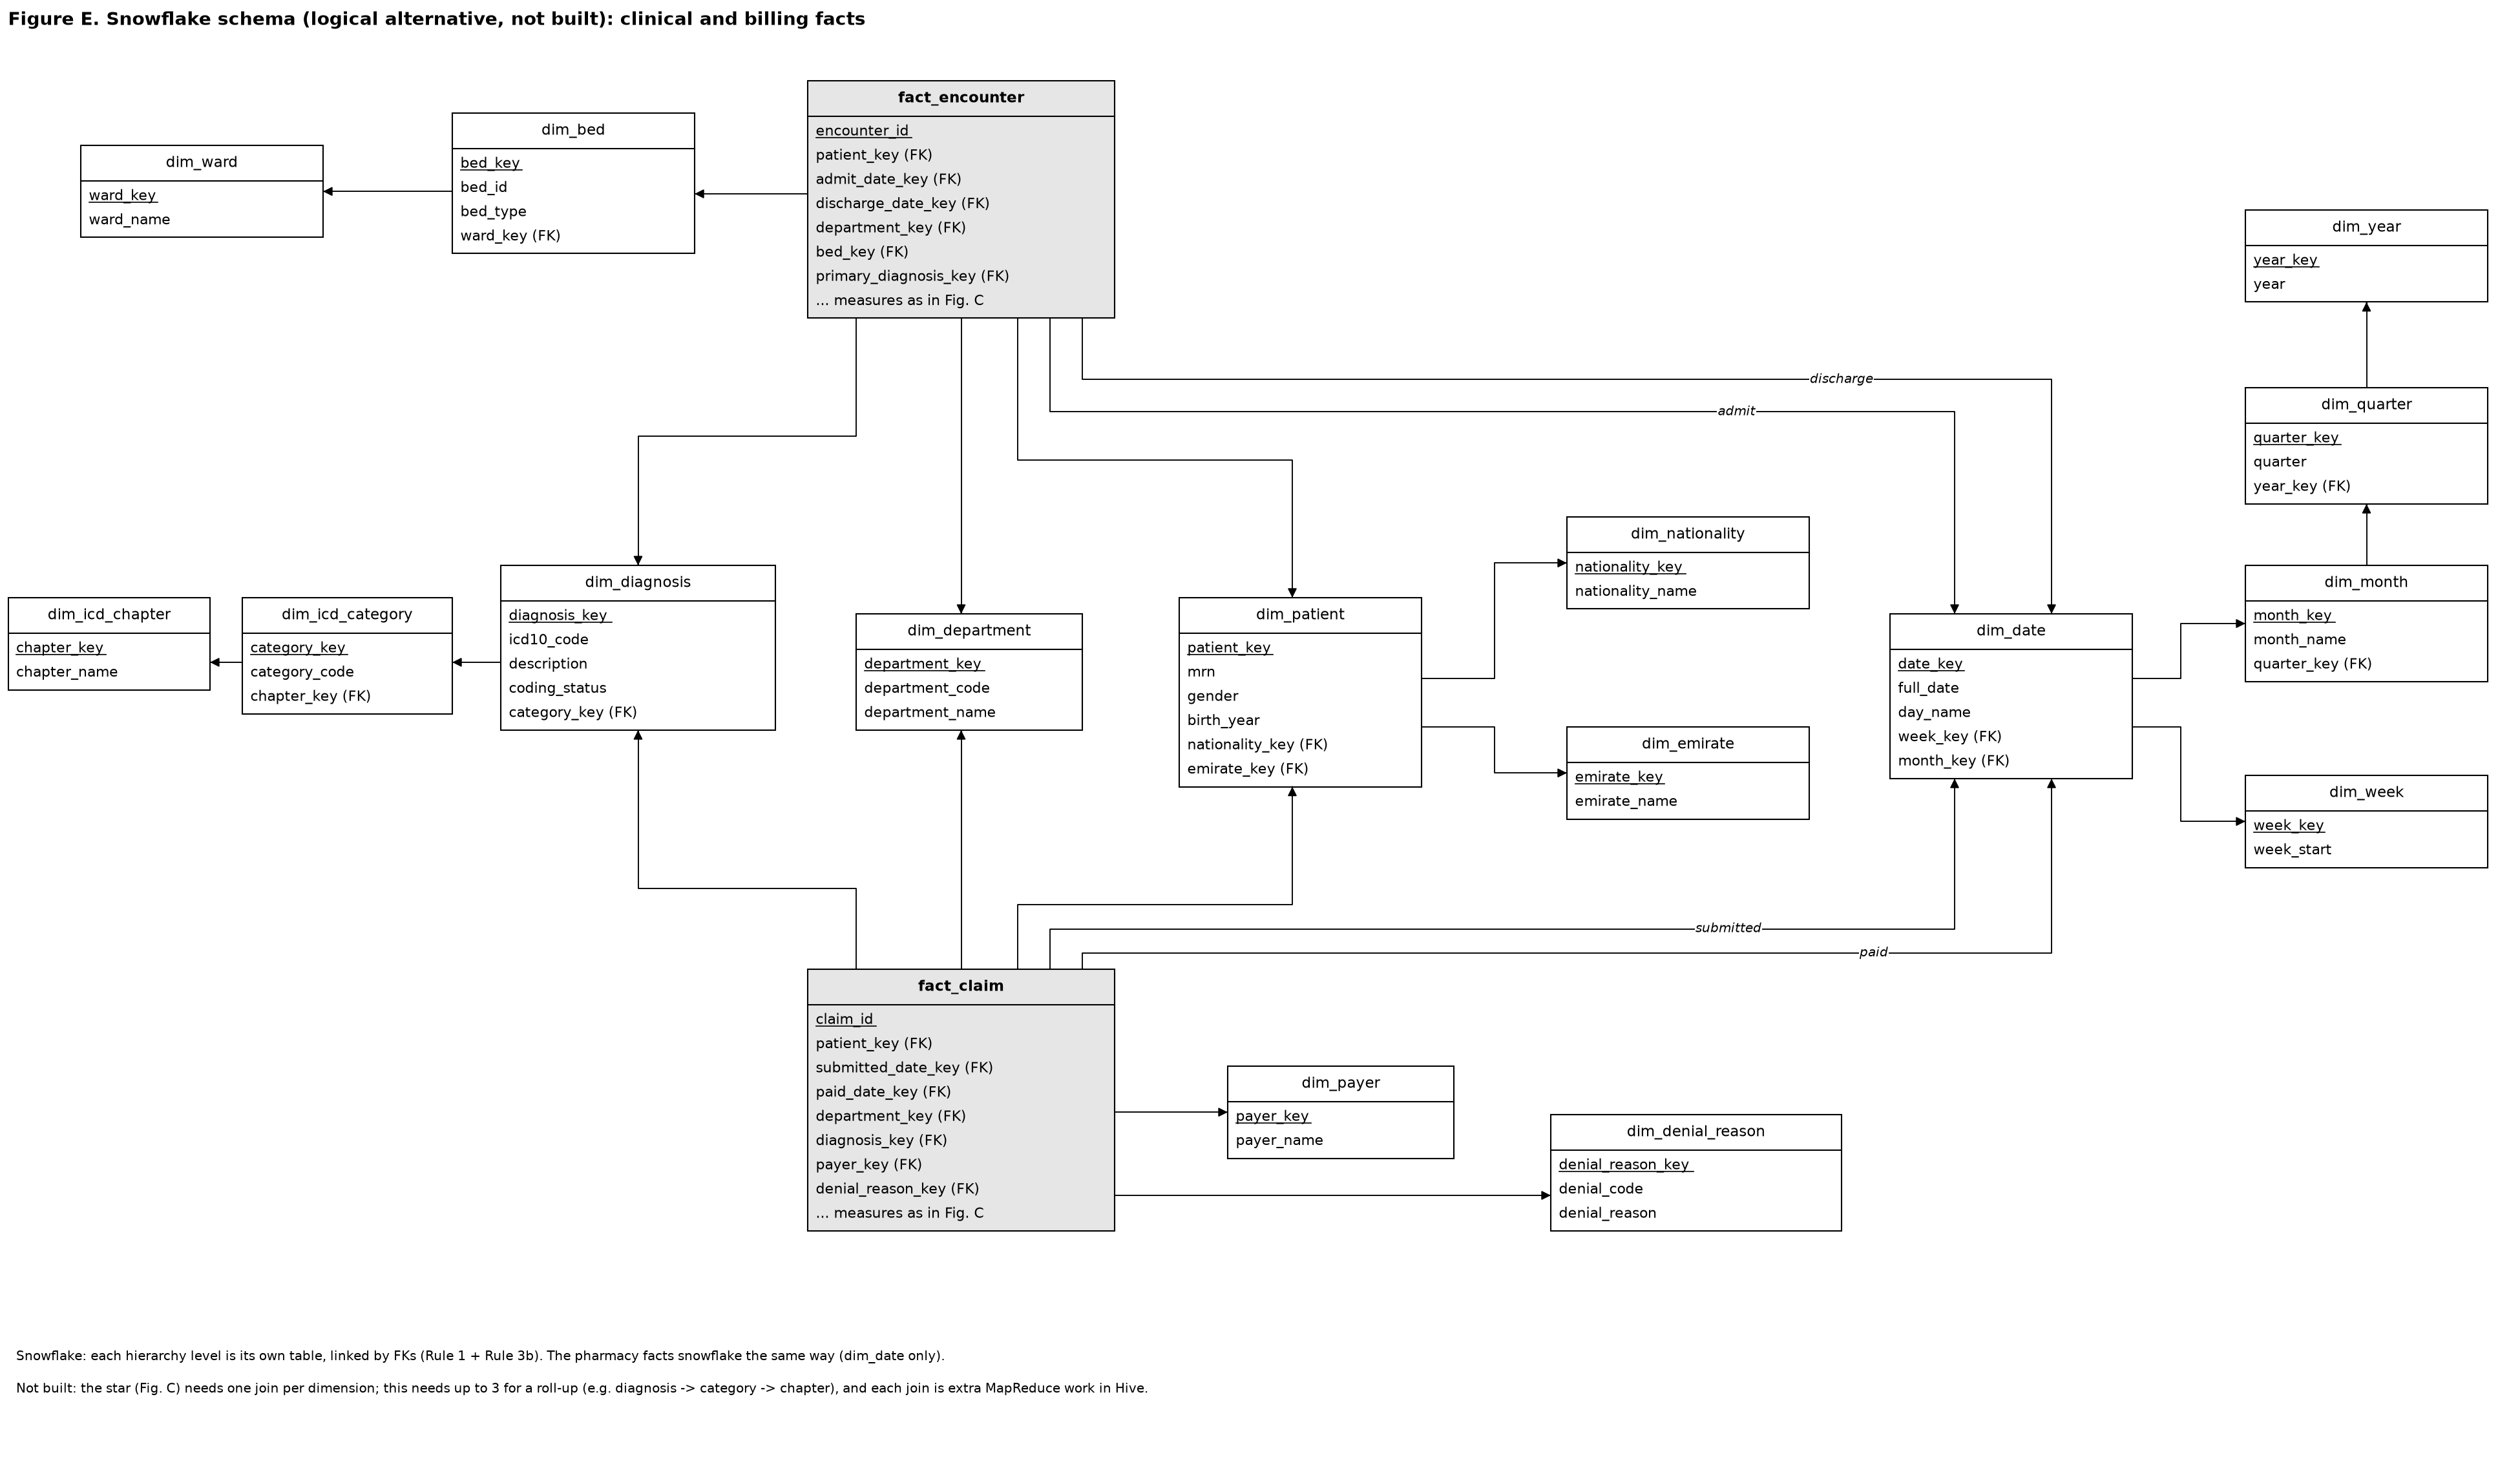 Figure E. Snowflake schema (logical alternative, not built): clinical and billing facts
fact_encounter
encounter_id
patient_key (FK)
admit_date_key (FK)
discharge_date_key (FK)
department_key (FK)
bed_key (FK)
primary_diagnosis_key (FK)
... measures as in Fig. C
dim_bed
bed_key
bed_id
bed_type
ward_key (FK)
dim_ward
ward_key
ward_name
dim_year
year_key
year
discharge
admit
dim_quarter
quarter_key
quarter
year_key (FK)
dim_icd_chapter
chapter_key
chapter_name
dim_icd_category
category_key
category_code
chapter_key (FK)
dim_diagnosis
diagnosis_key
icd10_code
description
coding_status
category_key (FK)
dim_department
department_key
department_code
department_name
dim_patient
patient_key
mrn
gender
birth_year
nationality_key (FK)
emirate_key (FK)
dim_nationality
nationality_key
nationality_name
dim_emirate
emirate_key
emirate_name
dim_date
date_key
full_date
day_name
week_key (FK)
month_key (FK)
dim_month
month_key
month_name
quarter_key (FK)
dim_week
week_key
week_start
submitted
paid
fact_claim
claim_id
patient_key (FK)
submitted_date_key (FK)
paid_date_key (FK)
department_key (FK)
diagnosis_key (FK)
payer_key (FK)
denial_reason_key (FK)
... measures as in Fig. C
dim_payer
payer_key
payer_name
dim_denial_reason
denial_reason_key
denial_code
denial_reason
Snowflake: each hierarchy level is its own table, linked by FKs (Rule 1 + Rule 3b). The pharmacy facts snowflake the same way (dim_date only).
Not built: the star (Fig. C) needs one join per dimension; this needs up to 3 for a roll-up (e.g. diagnosis -> category -> chapter), and each join is extra MapReduce work in Hive.